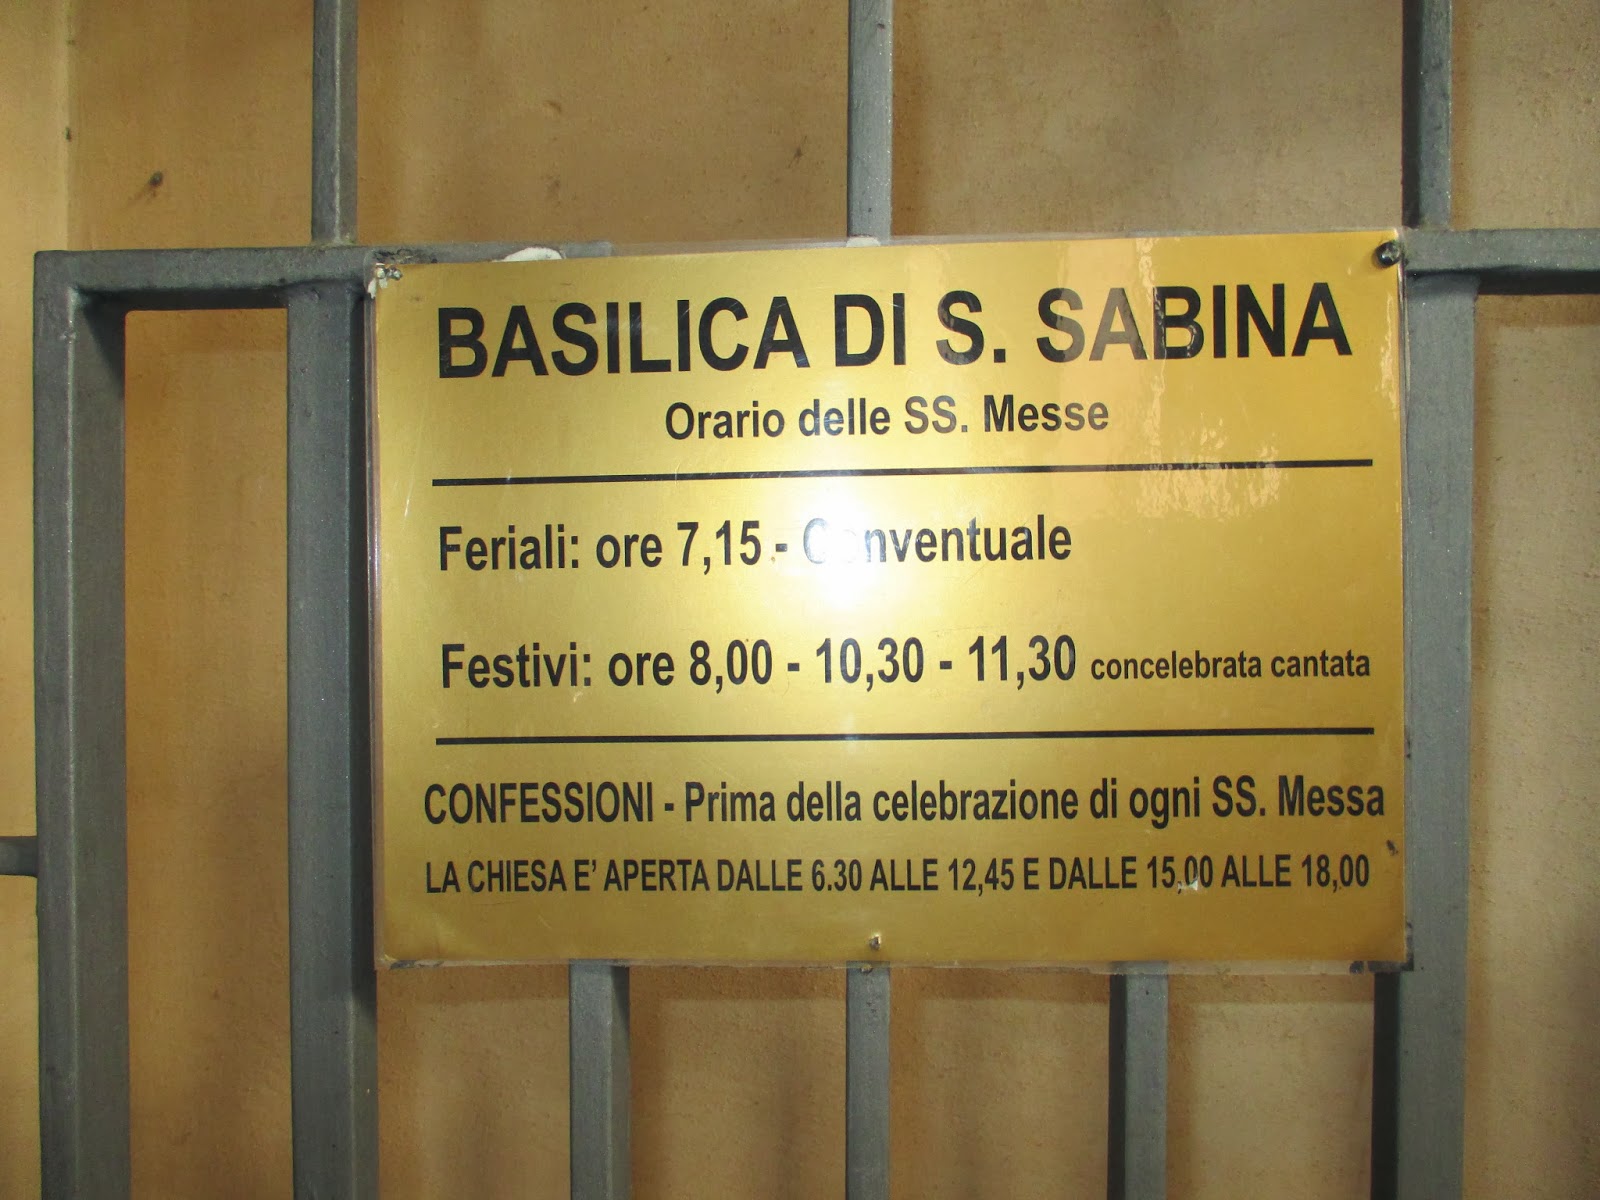 BASILICA DI S. SABINA
Orario delle SS. Messe
Feriali: ore 7,15 - Conventuale
Festivi: ore 8,00 - 10,30 - 11,30 concelebrata cantata
CONFESSIONI - Prima della celebrazione di ogni SS. Messa
LA CHIESA E' APERTA DALLE 6.30 ALLE 12,45 E DALLE 15,00 ALLE 18,00